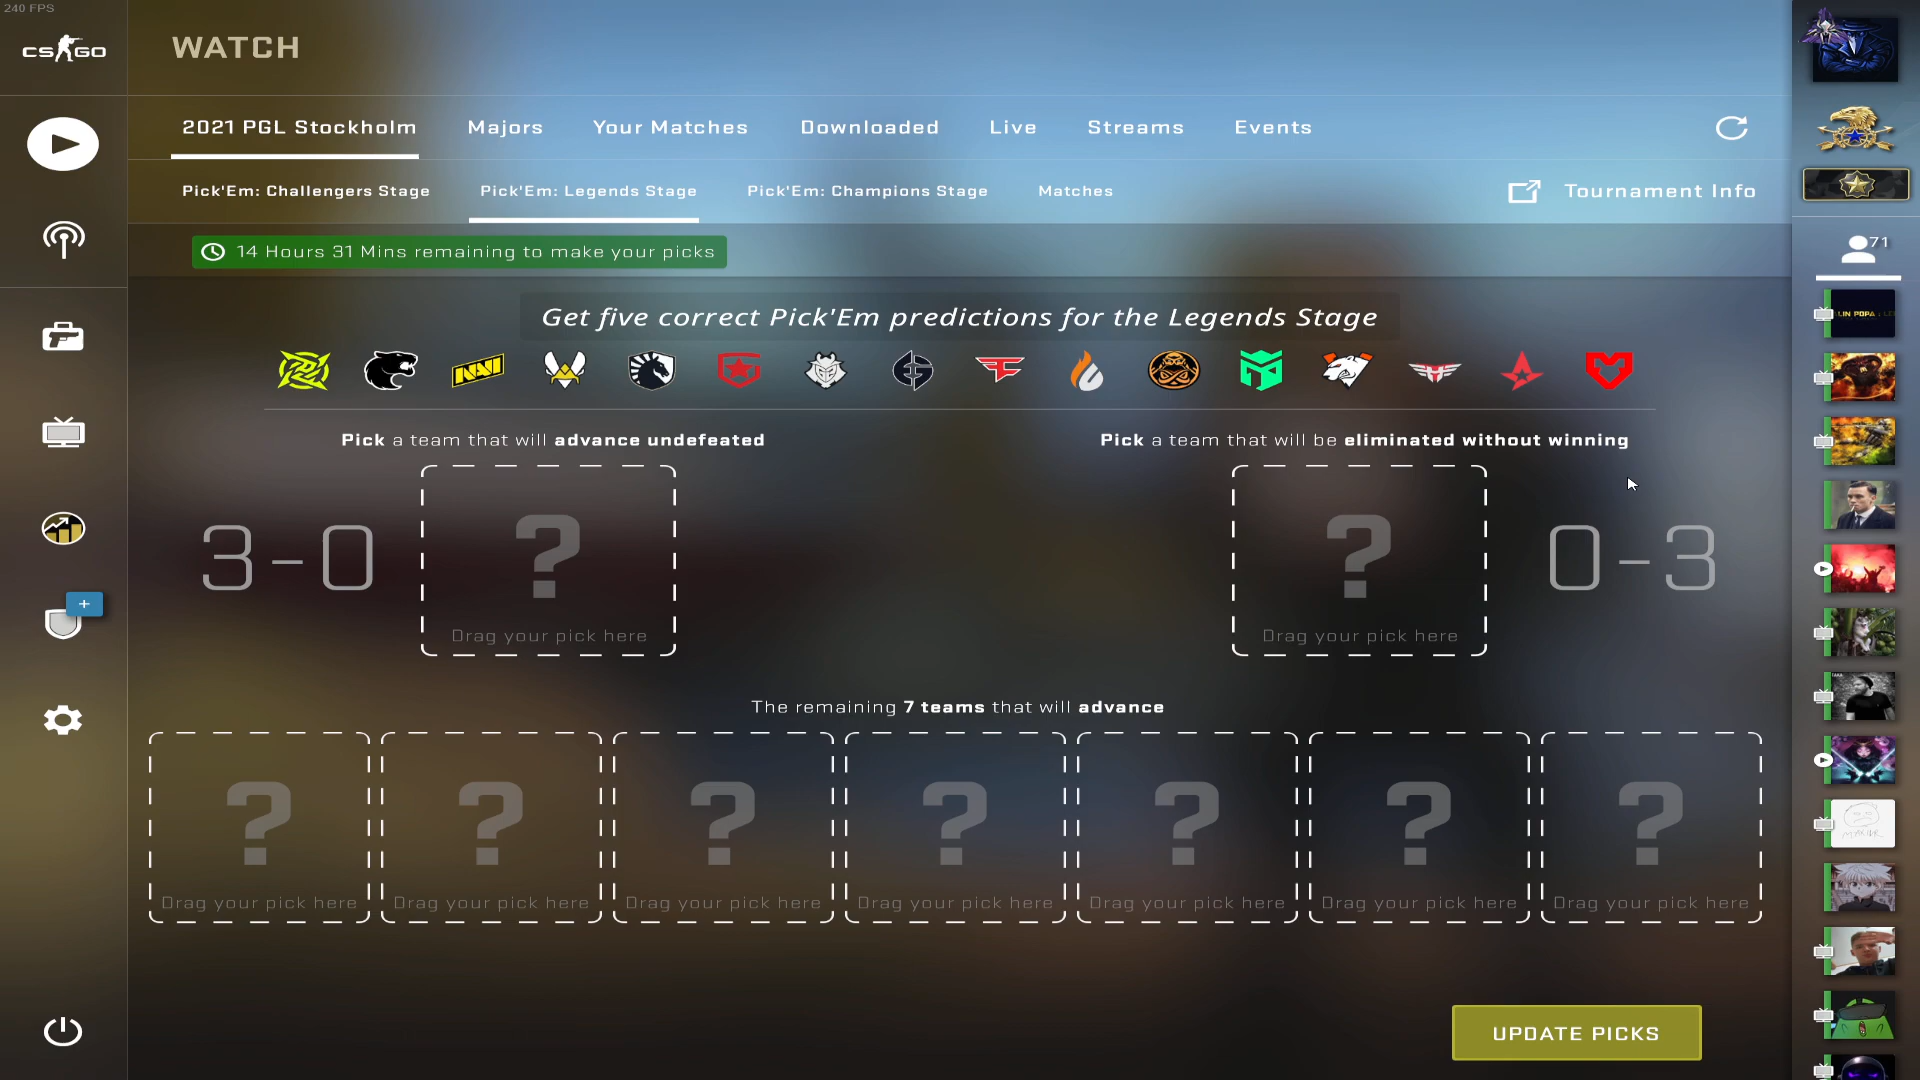 240 FPS
CS GO
WATCH
2021 PGL Stockholm
Majors
Your Matches
Downloaded
Live
Streams
Events
Pick'Em: Challengers Stage
Pick'Em: Legends Stage
Pick'Em: Champions Stage
Matches
Tournament Info
71
14 Hours 31 Mins remaining to make your picks
Get five correct Pick'Em predictions for the Legends Stage
NAVI
Pick a team that will advance undefeated
Pick a team that will be eliminated without winning
3-0
?
Drag your pick here
?
Drag your pick here
0-3
+
The remaining 7 teams that will advance
? ? ? ? ? ? ?
Drag your pick here Drag your pick here Drag your pick here Drag your pick here Drag your pick here Drag your pick here Drag your pick here
UPDATE PICKS